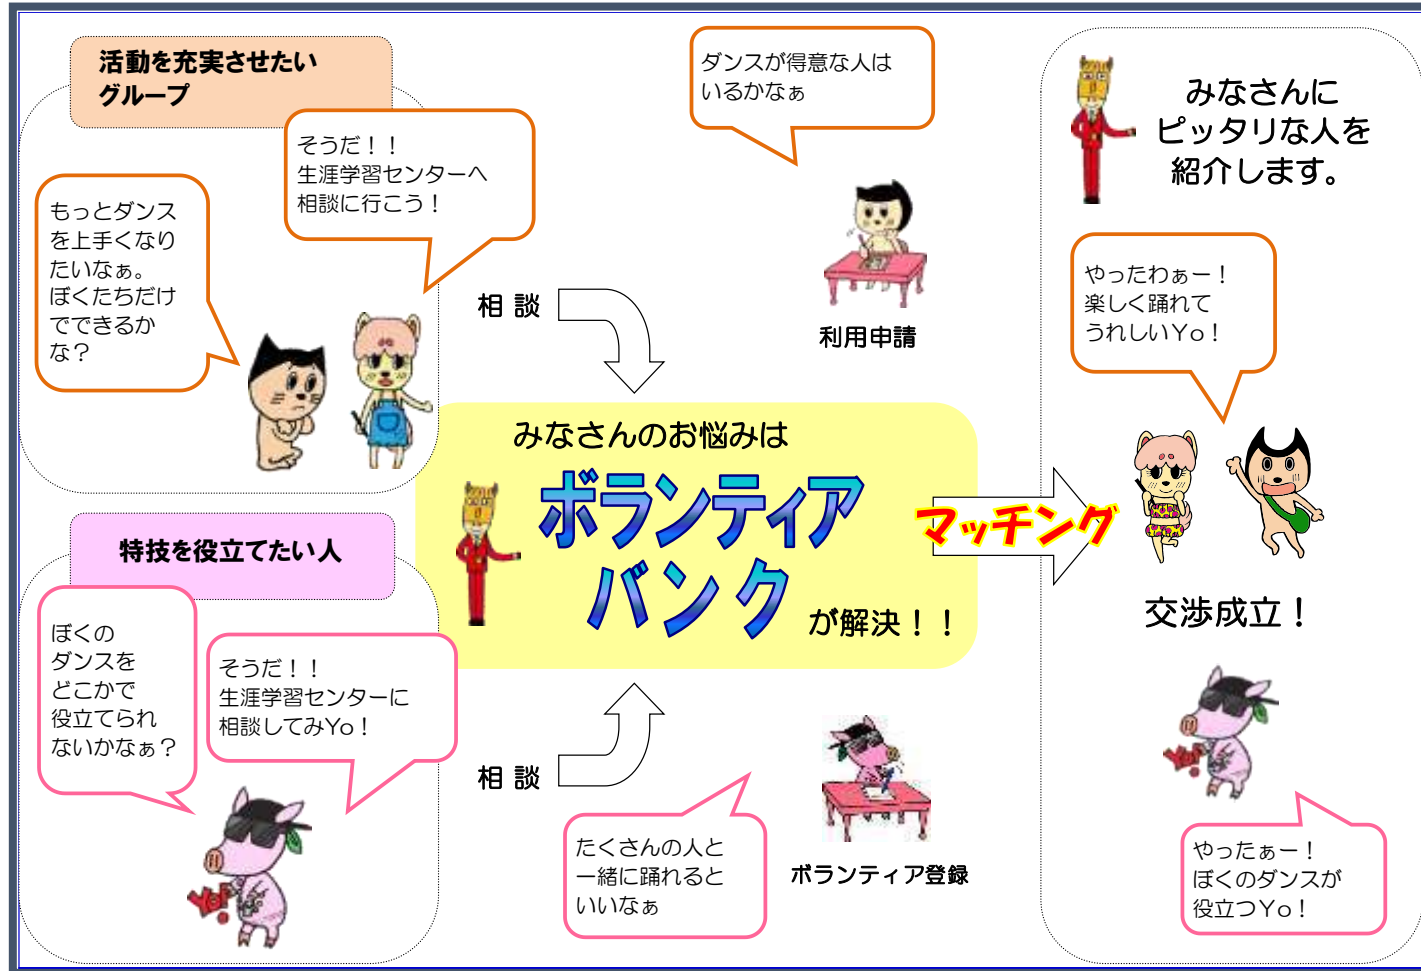 活動を充実させたい
グループ
そうだ！！
生涯学習センターへ
相談に行こう！
もっとダンス
を上手くなり
たいなぁ。
ぼくたちだけ
でできるか
な？
相 談
ダンスが得意な人は
いるかなぁ
利用申請
みなさんのお悩みは
ボランティア
バンク
が解決！！
特技を役立てたい人
ぼくの
ダンスを
どこかで
役立てられ
ないかなぁ？
そうだ！！
生涯学習センターに
相談してみYo！
YO!
相 談
たくさんの人と
一緒に踊れると
いいなぁ
ボランティア登録
マッチング
みなさんに
ピッタリな人を
紹介します。
やったわぁー！
楽しく踊れて
うれしいYo！
交渉成立！
YO!
やったぁー！
ぼくのダンスが
役立つYo！